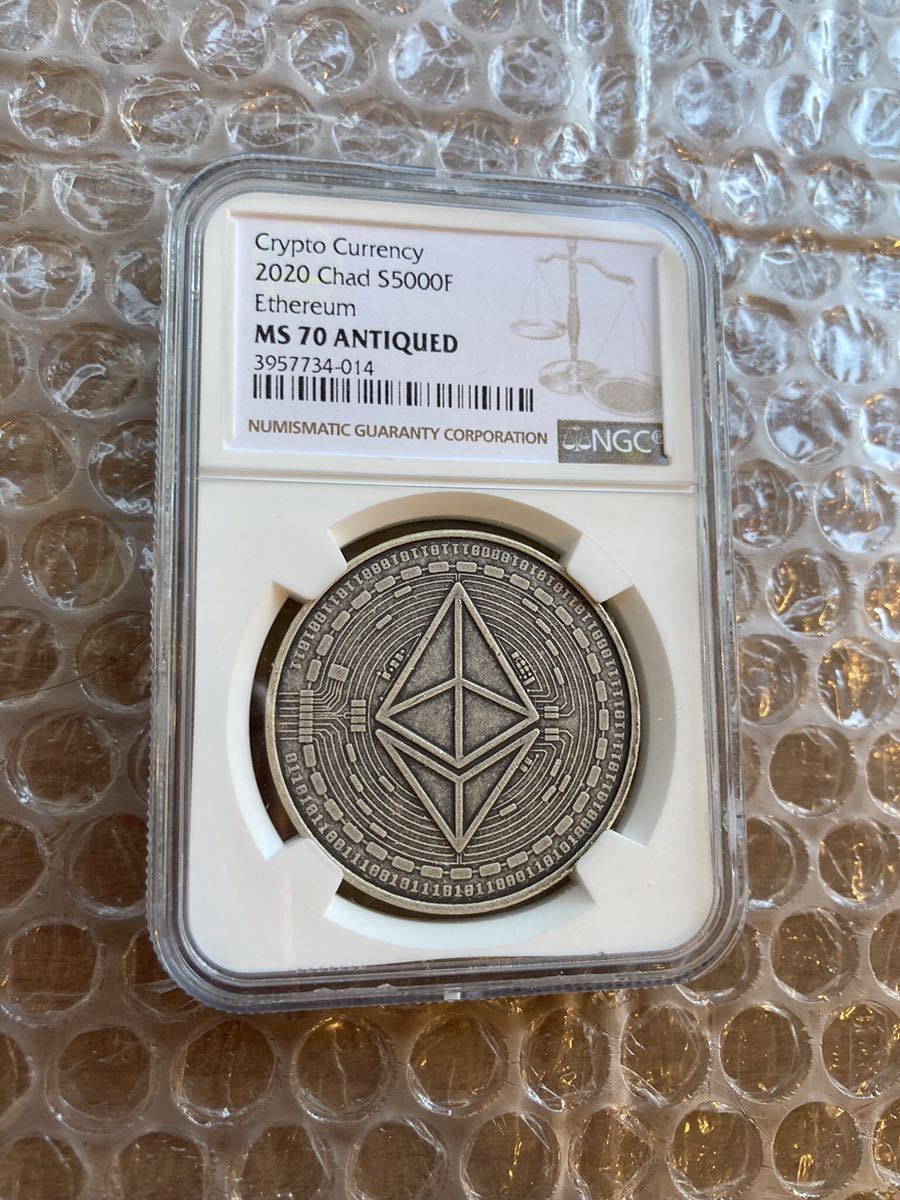 Crypto Currency
2020 Chad S5000F
Ethereum
MS 70 ANTIQUED
3957734-014
NUMISMATIC GUARANTY CORPORATION
NGC